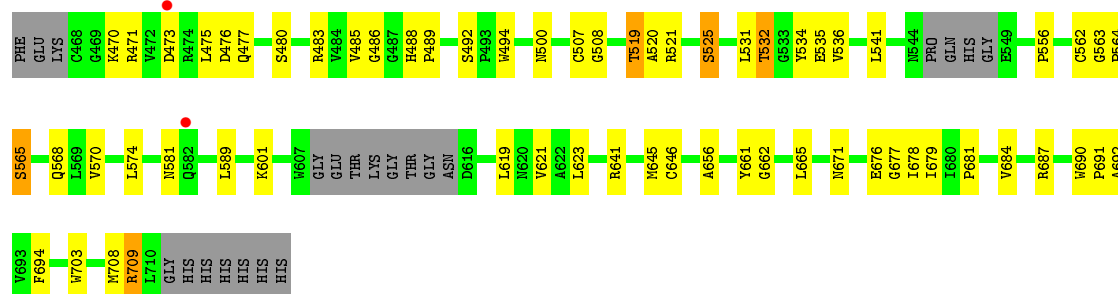 PHE GLU LYS C468 G469 K470 R471 V472 D473 R474 L475 D476 Q477 S480 R483 V484 V485 G486 G487 H488 P489 S492 P493 W494 N500 C507 G508 T519 A520 R521 S525 L531 T532 G533 Y534 E535 V536 L541 N544 PRO GLN HIS GLY E549 P556 C562 G563 P564
S565 Q568 L569 V570 L574 N581 Q582 L589 K601 W607 GLY GLU THR LYS GLY THR GLY ASN D616 L619 N620 V621 A622 L623 R641 M645 C646 A656 Y661 G662 L665 N671 E676 G677 I678 I679 I680 P681 V684 R687 W690 P691 A692
V693 F694 W703 M708 R709 L710 GLY HIS HIS HIS HIS HIS HIS